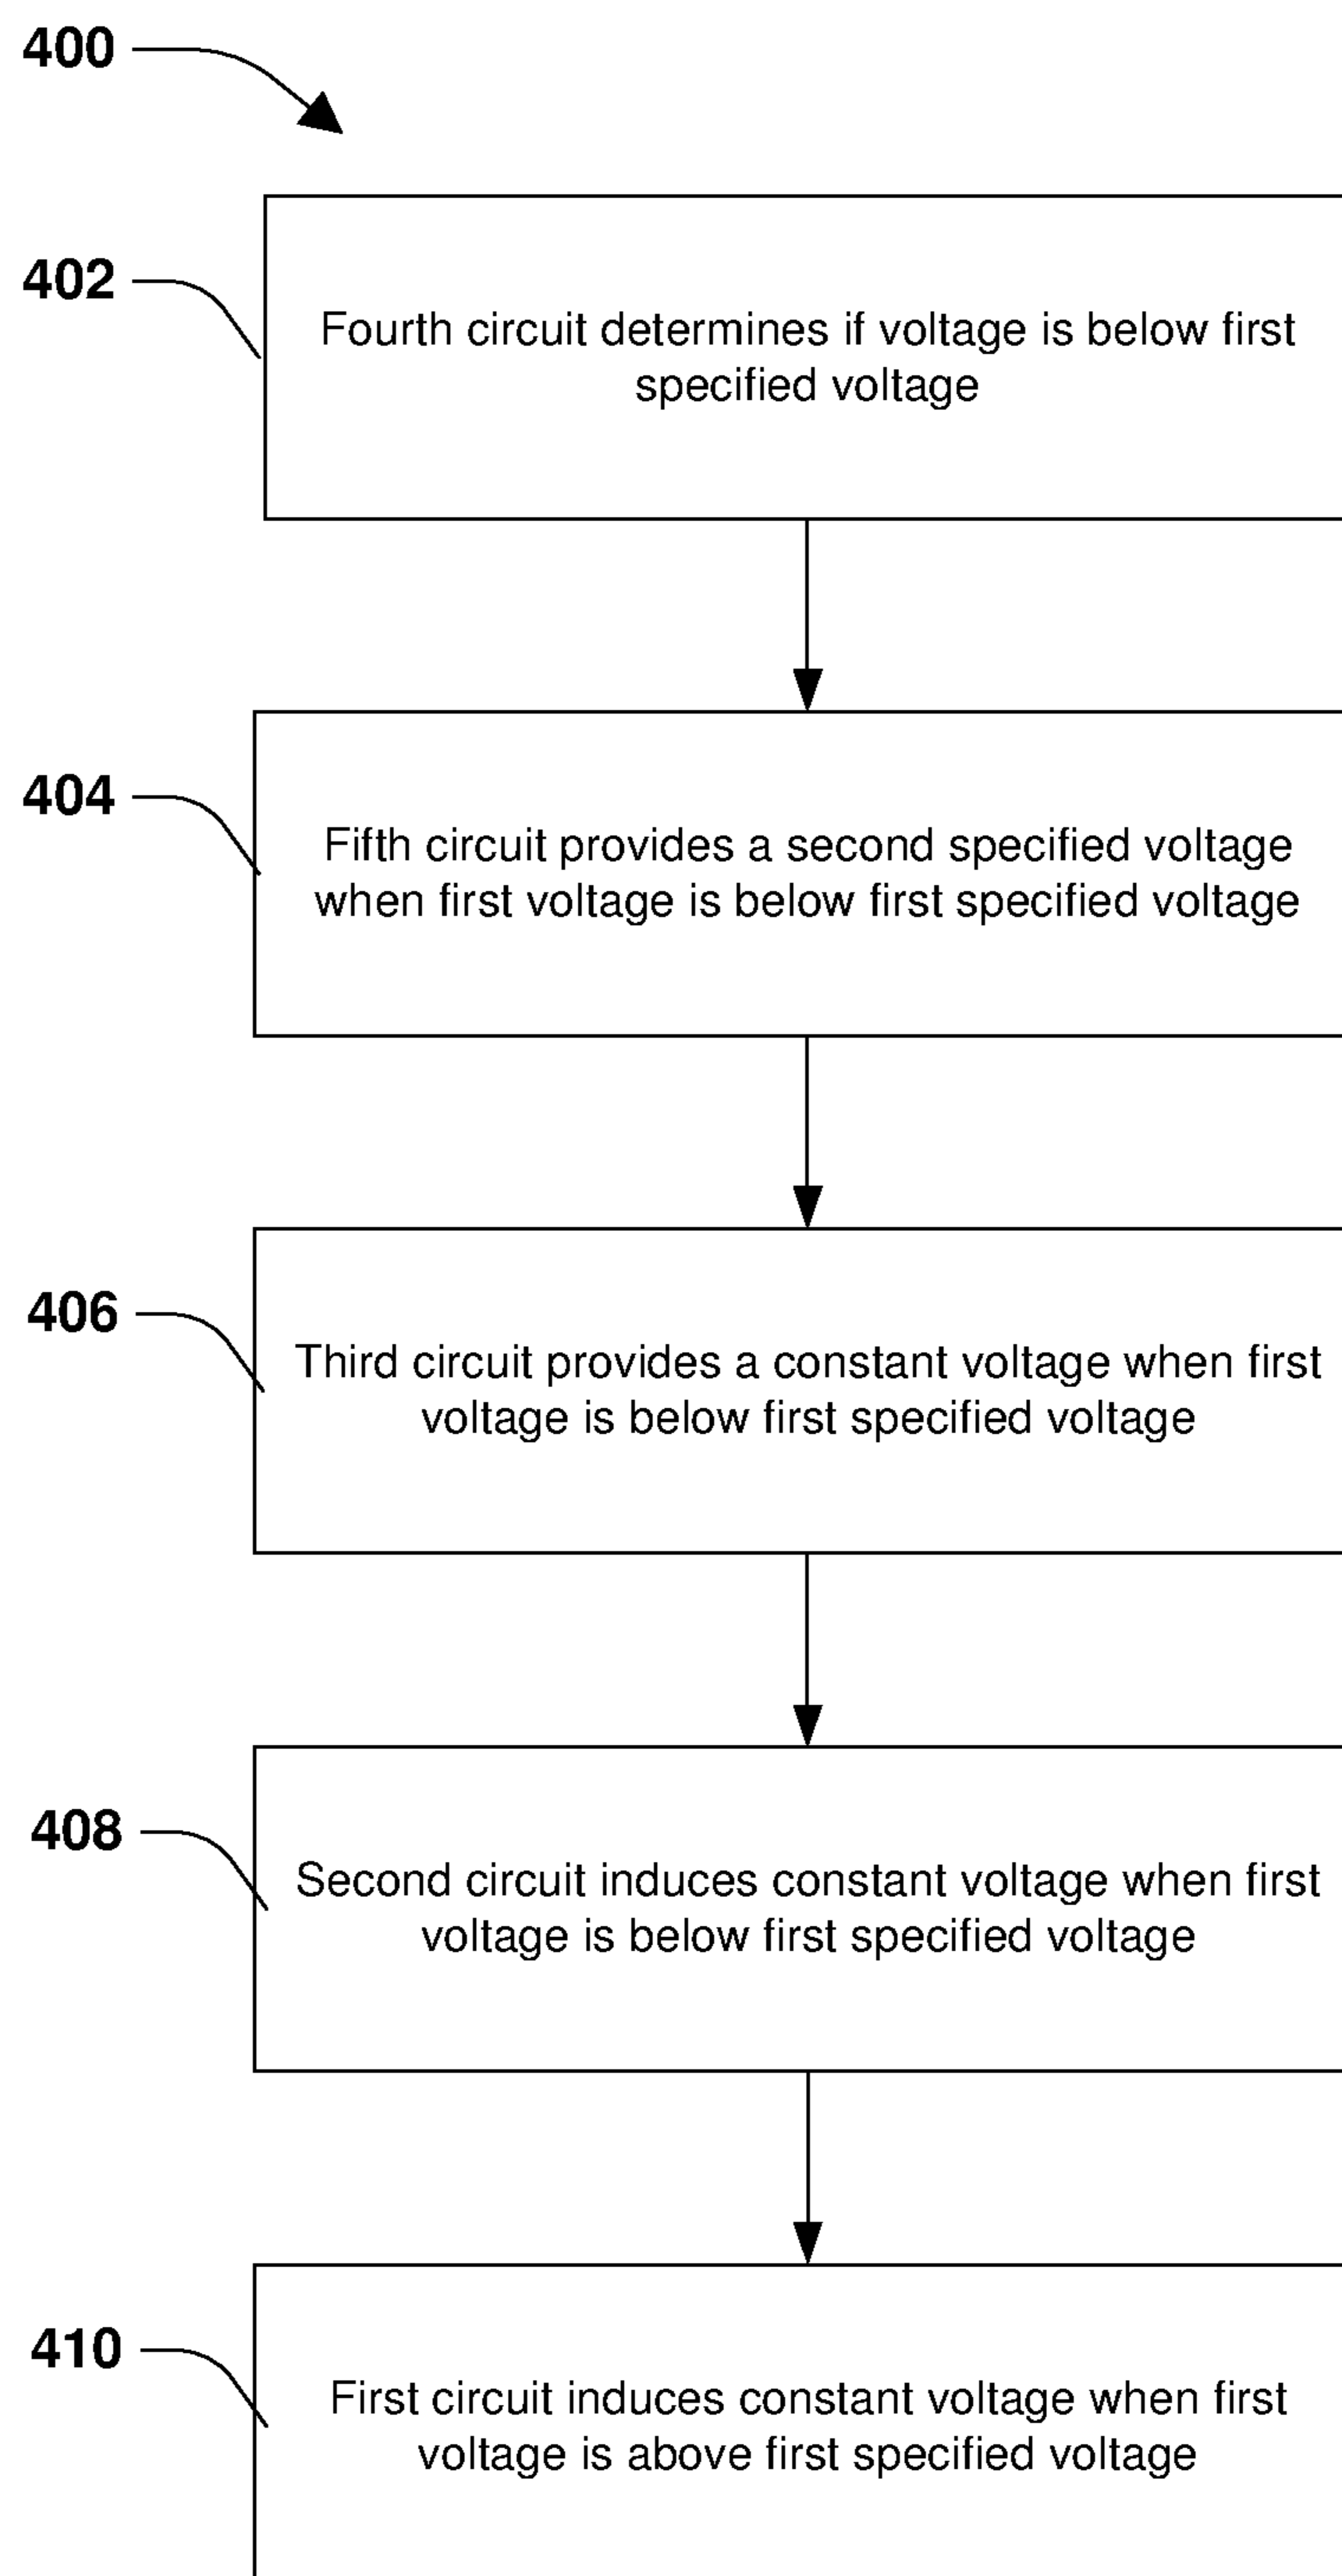 400
402
Fourth circuit determines if voltage is below first
specified voltage
404
Fifth circuit provides a second specified voltage
when first voltage is below first specified voltage
406
Third circuit provides a constant voltage when first
voltage is below first specified voltage
408
Second circuit induces constant voltage when first
voltage is below first specified voltage
410
First circuit induces constant voltage when first
voltage is above first specified voltage